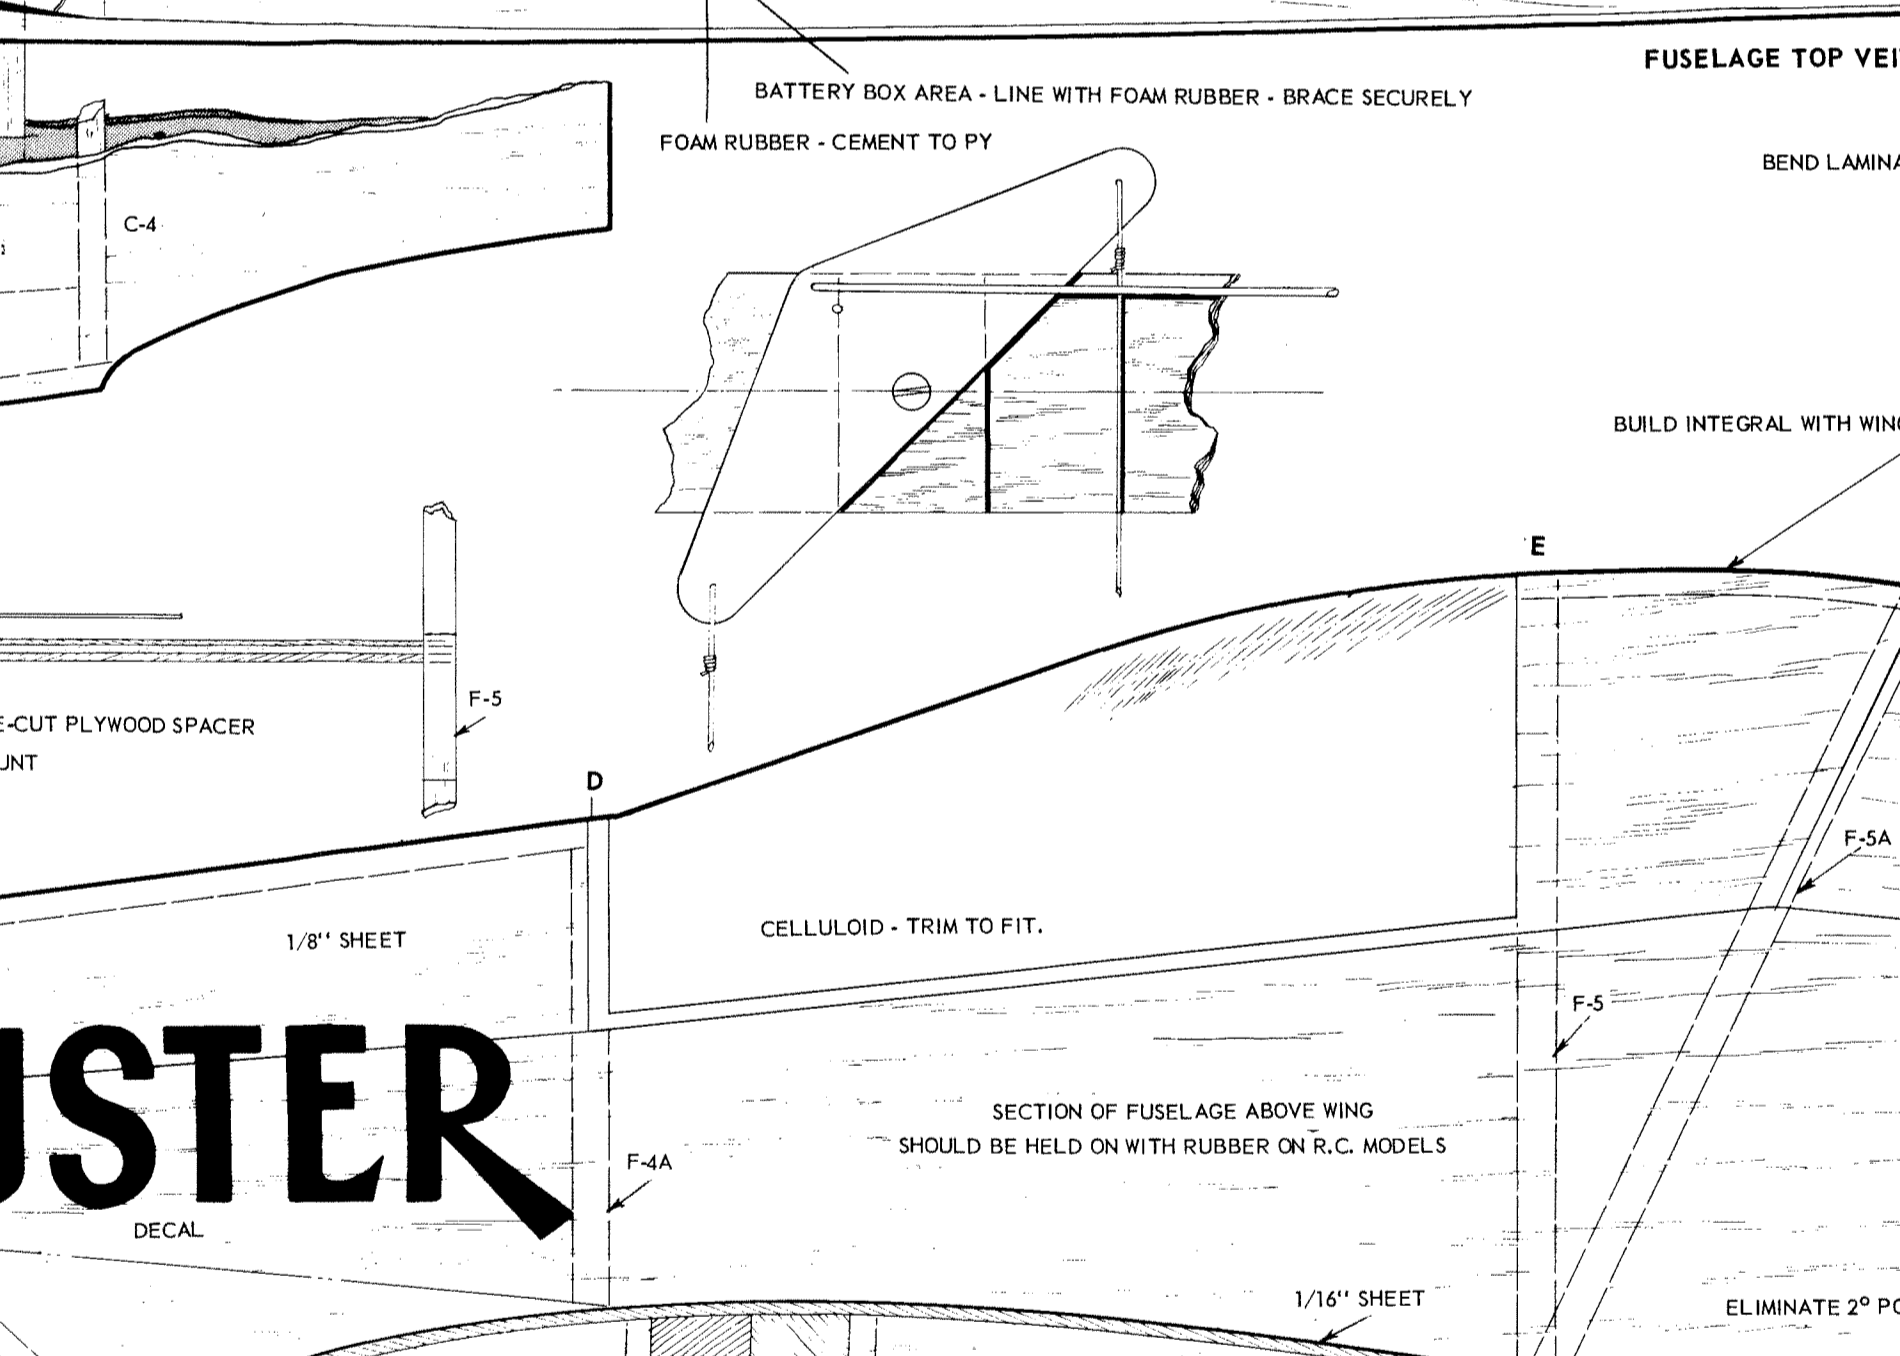 FUSELAGE TOP VEI
BATTERY BOX AREA - LINE WITH FOAM RUBBER - BRACE SECURELY
FOAM RUBBER - CEMENT TO PY
BEND LAMINA
C-4
BUILD INTEGRAL WITH WING
E
F-5
E-CUT PLYWOOD SPACER
UNT
D
F-5A
CELLULOID - TRIM TO FIT.
1/8" SHEET
F-5
USTER
SECTION OF FUSELAGE ABOVE WING
SHOULD BE HELD ON WITH RUBBER ON R.C. MODELS
F-4A
DECAL
1/16" SHEET
ELIMINATE 2° PO